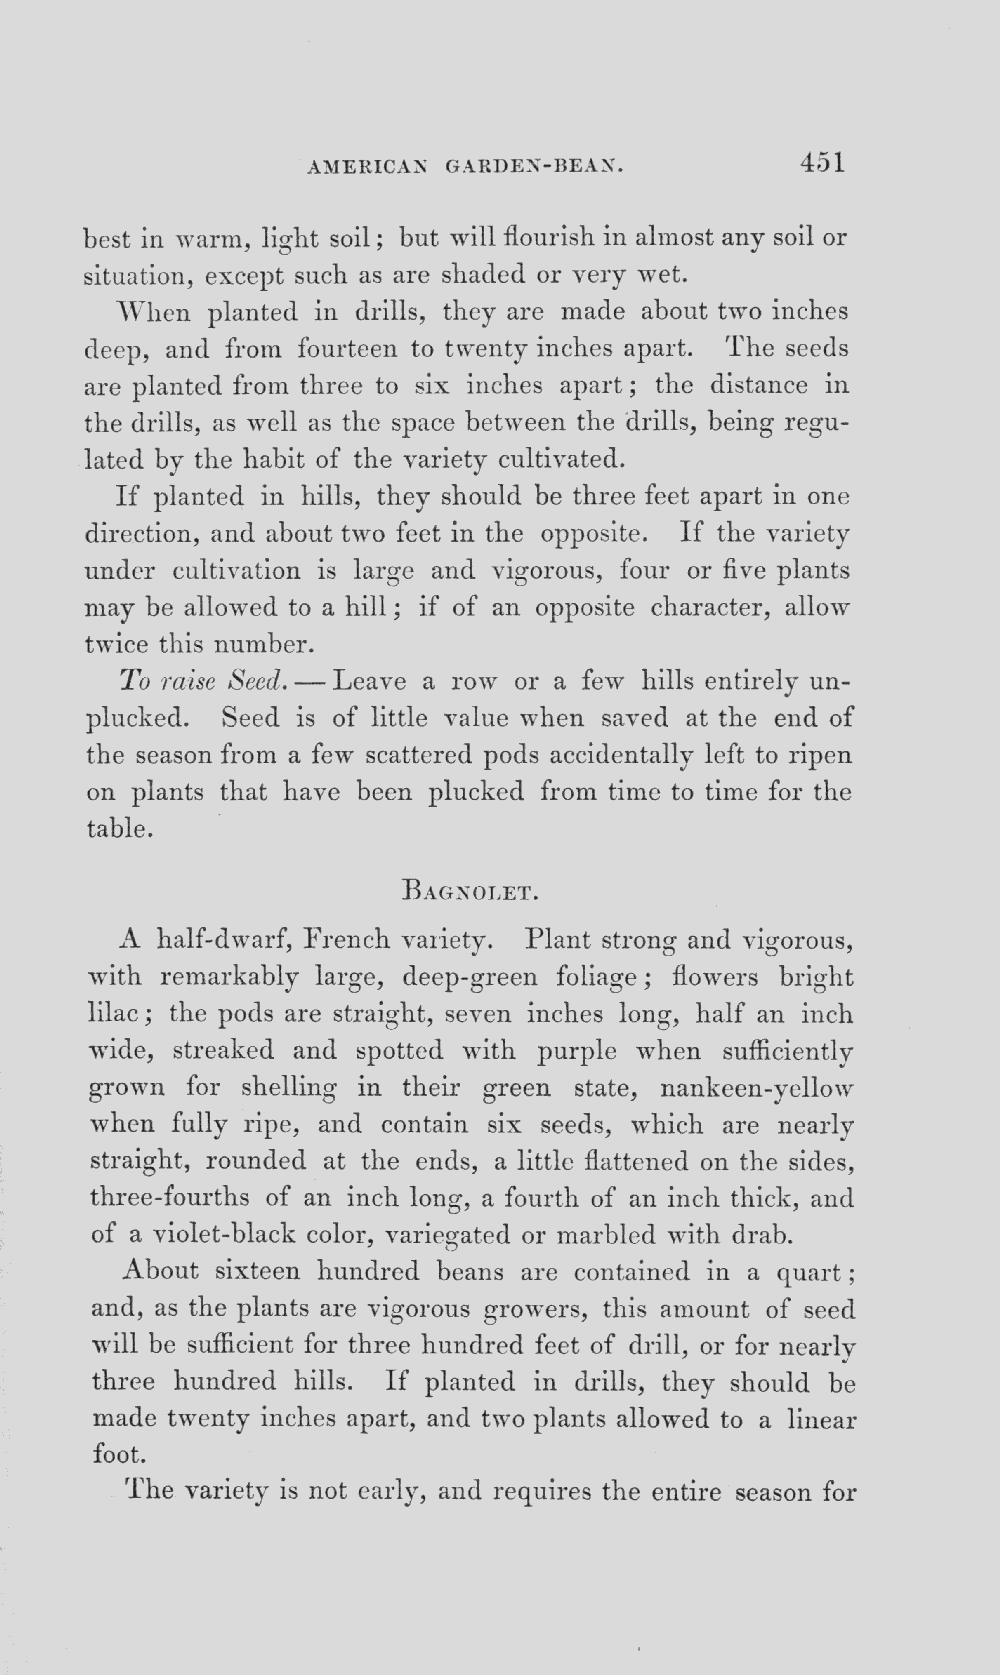 AMERICAN GARDEN-BEAN. 451
best in warm, light soil; but will flourish in almost any soil or
situation, except such as are shaded or very wet.
When planted in drills, they are made about two inches
deep, and from fourteen to twenty inches apart. The seeds
are planted from three to six inches apart; the distance in
the drills, as well as the space between the drills, being regu-
lated by the habit of the variety cultivated.
If planted in hills, they should be three feet apart in one
direction, and about two feet in the opposite. If the variety
under cultivation is large and vigorous, four or five plants
may be allowed to a hill; if of an opposite character, allow
twice this number.
To raise Seed. — Leave a row or a few hills entirely un-
plucked. Seed is of little value when saved at the end of
the season from a few scattered pods accidentally left to ripen
on plants that have been plucked from time to time for the
table.
BAGNOLET.
A half-dwarf, French variety. Plant strong and vigorous,
with remarkably large, deep-green foliage; flowers bright
lilac; the pods are straight, seven inches long, half an inch
wide, streaked and spotted with purple when sufficiently
grown for shelling in their green state, nankeen-yellow
when fully ripe, and contain six seeds, which are nearly
straight, rounded at the ends, a little flattened on the sides,
three-fourths of an inch long, a fourth of an inch thick, and
of a violet-black color, variegated or marbled with drab.
About sixteen hundred beans are contained in a quart;
and, as the plants are vigorous growers, this amount of seed
will be sufficient for three hundred feet of drill, or for nearly
three hundred hills. If planted in drills, they should be
made twenty inches apart, and two plants allowed to a linear
foot.
The variety is not early, and requires the entire season for